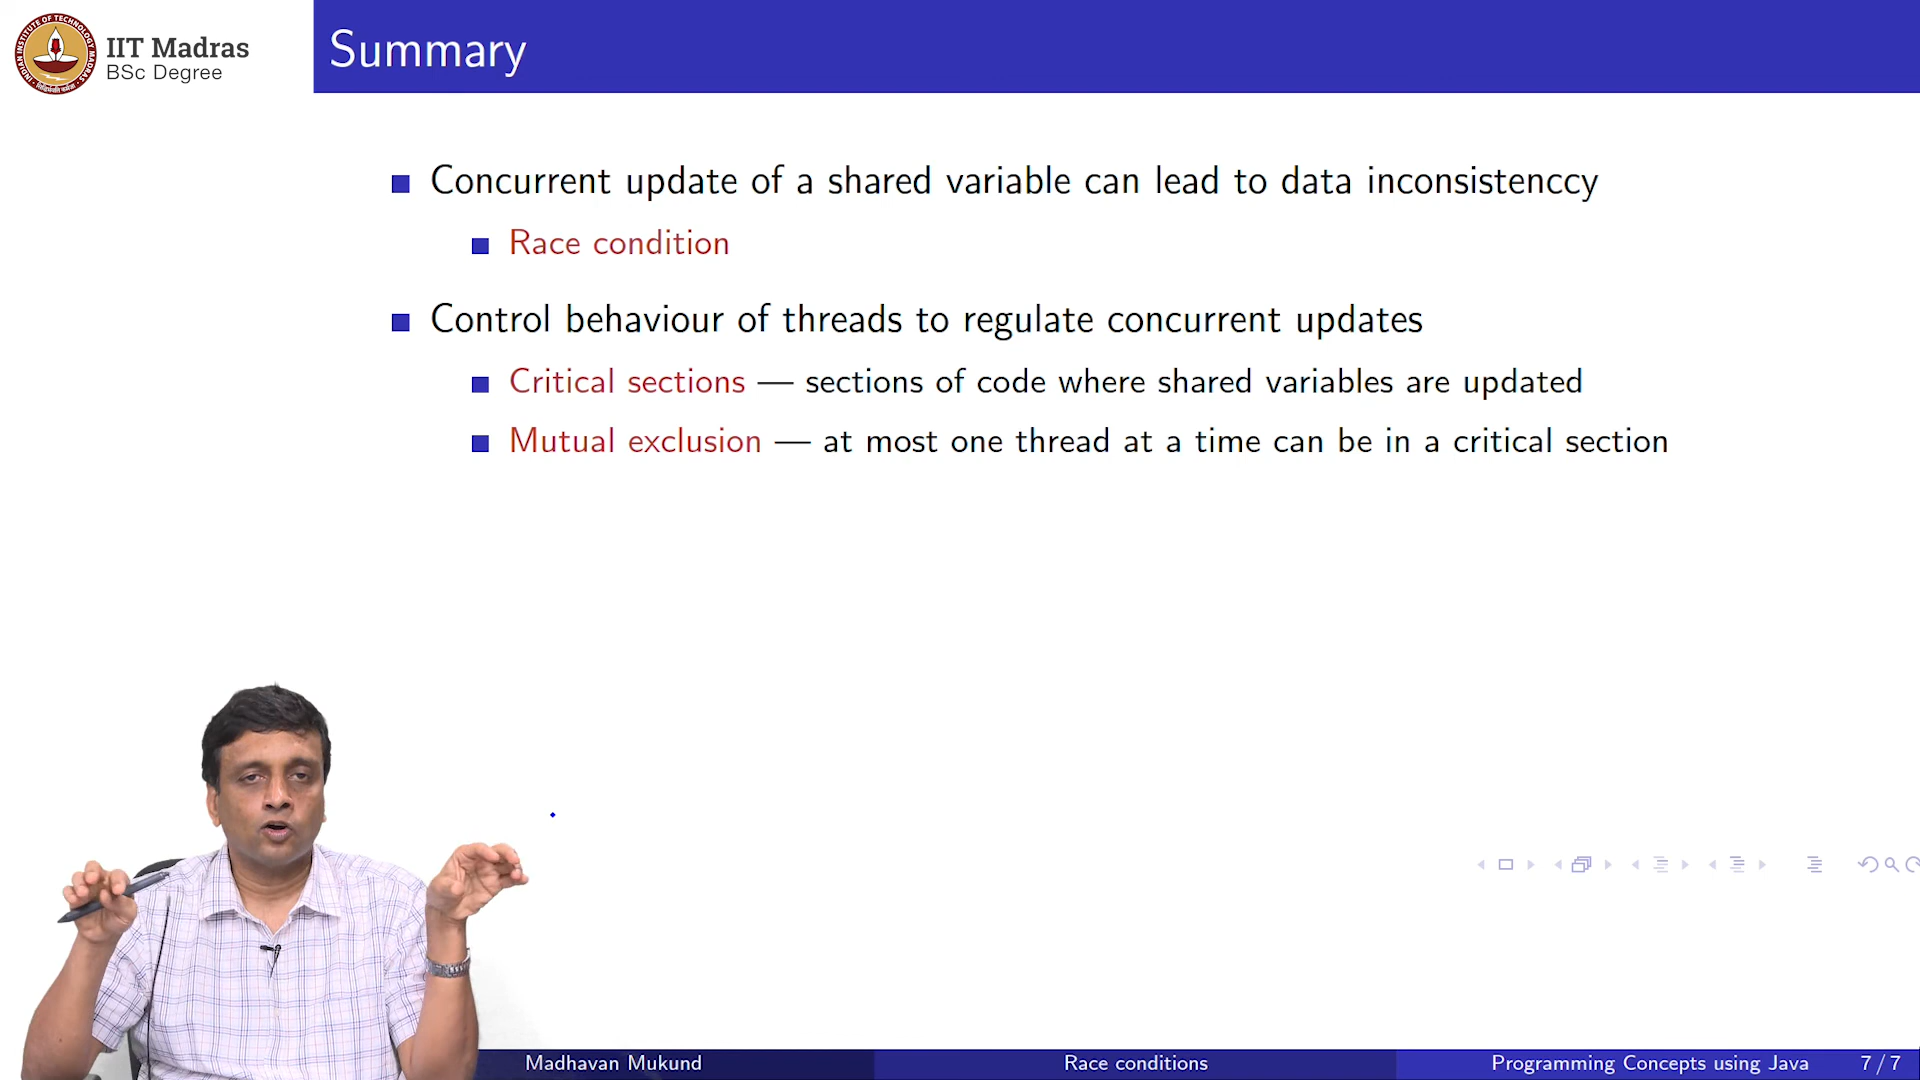 IIT Madras
BSc Degree
Summary
Concurrent update of a shared variable can lead to data inconsistenccy
Race condition
Control behaviour of threads to regulate concurrent updates
Critical sections — sections of code where shared variables are updated
Mutual exclusion — at most one thread at a time can be in a critical section
Madhavan Mukund
Race conditions
Programming Concepts using Java
7 / 7